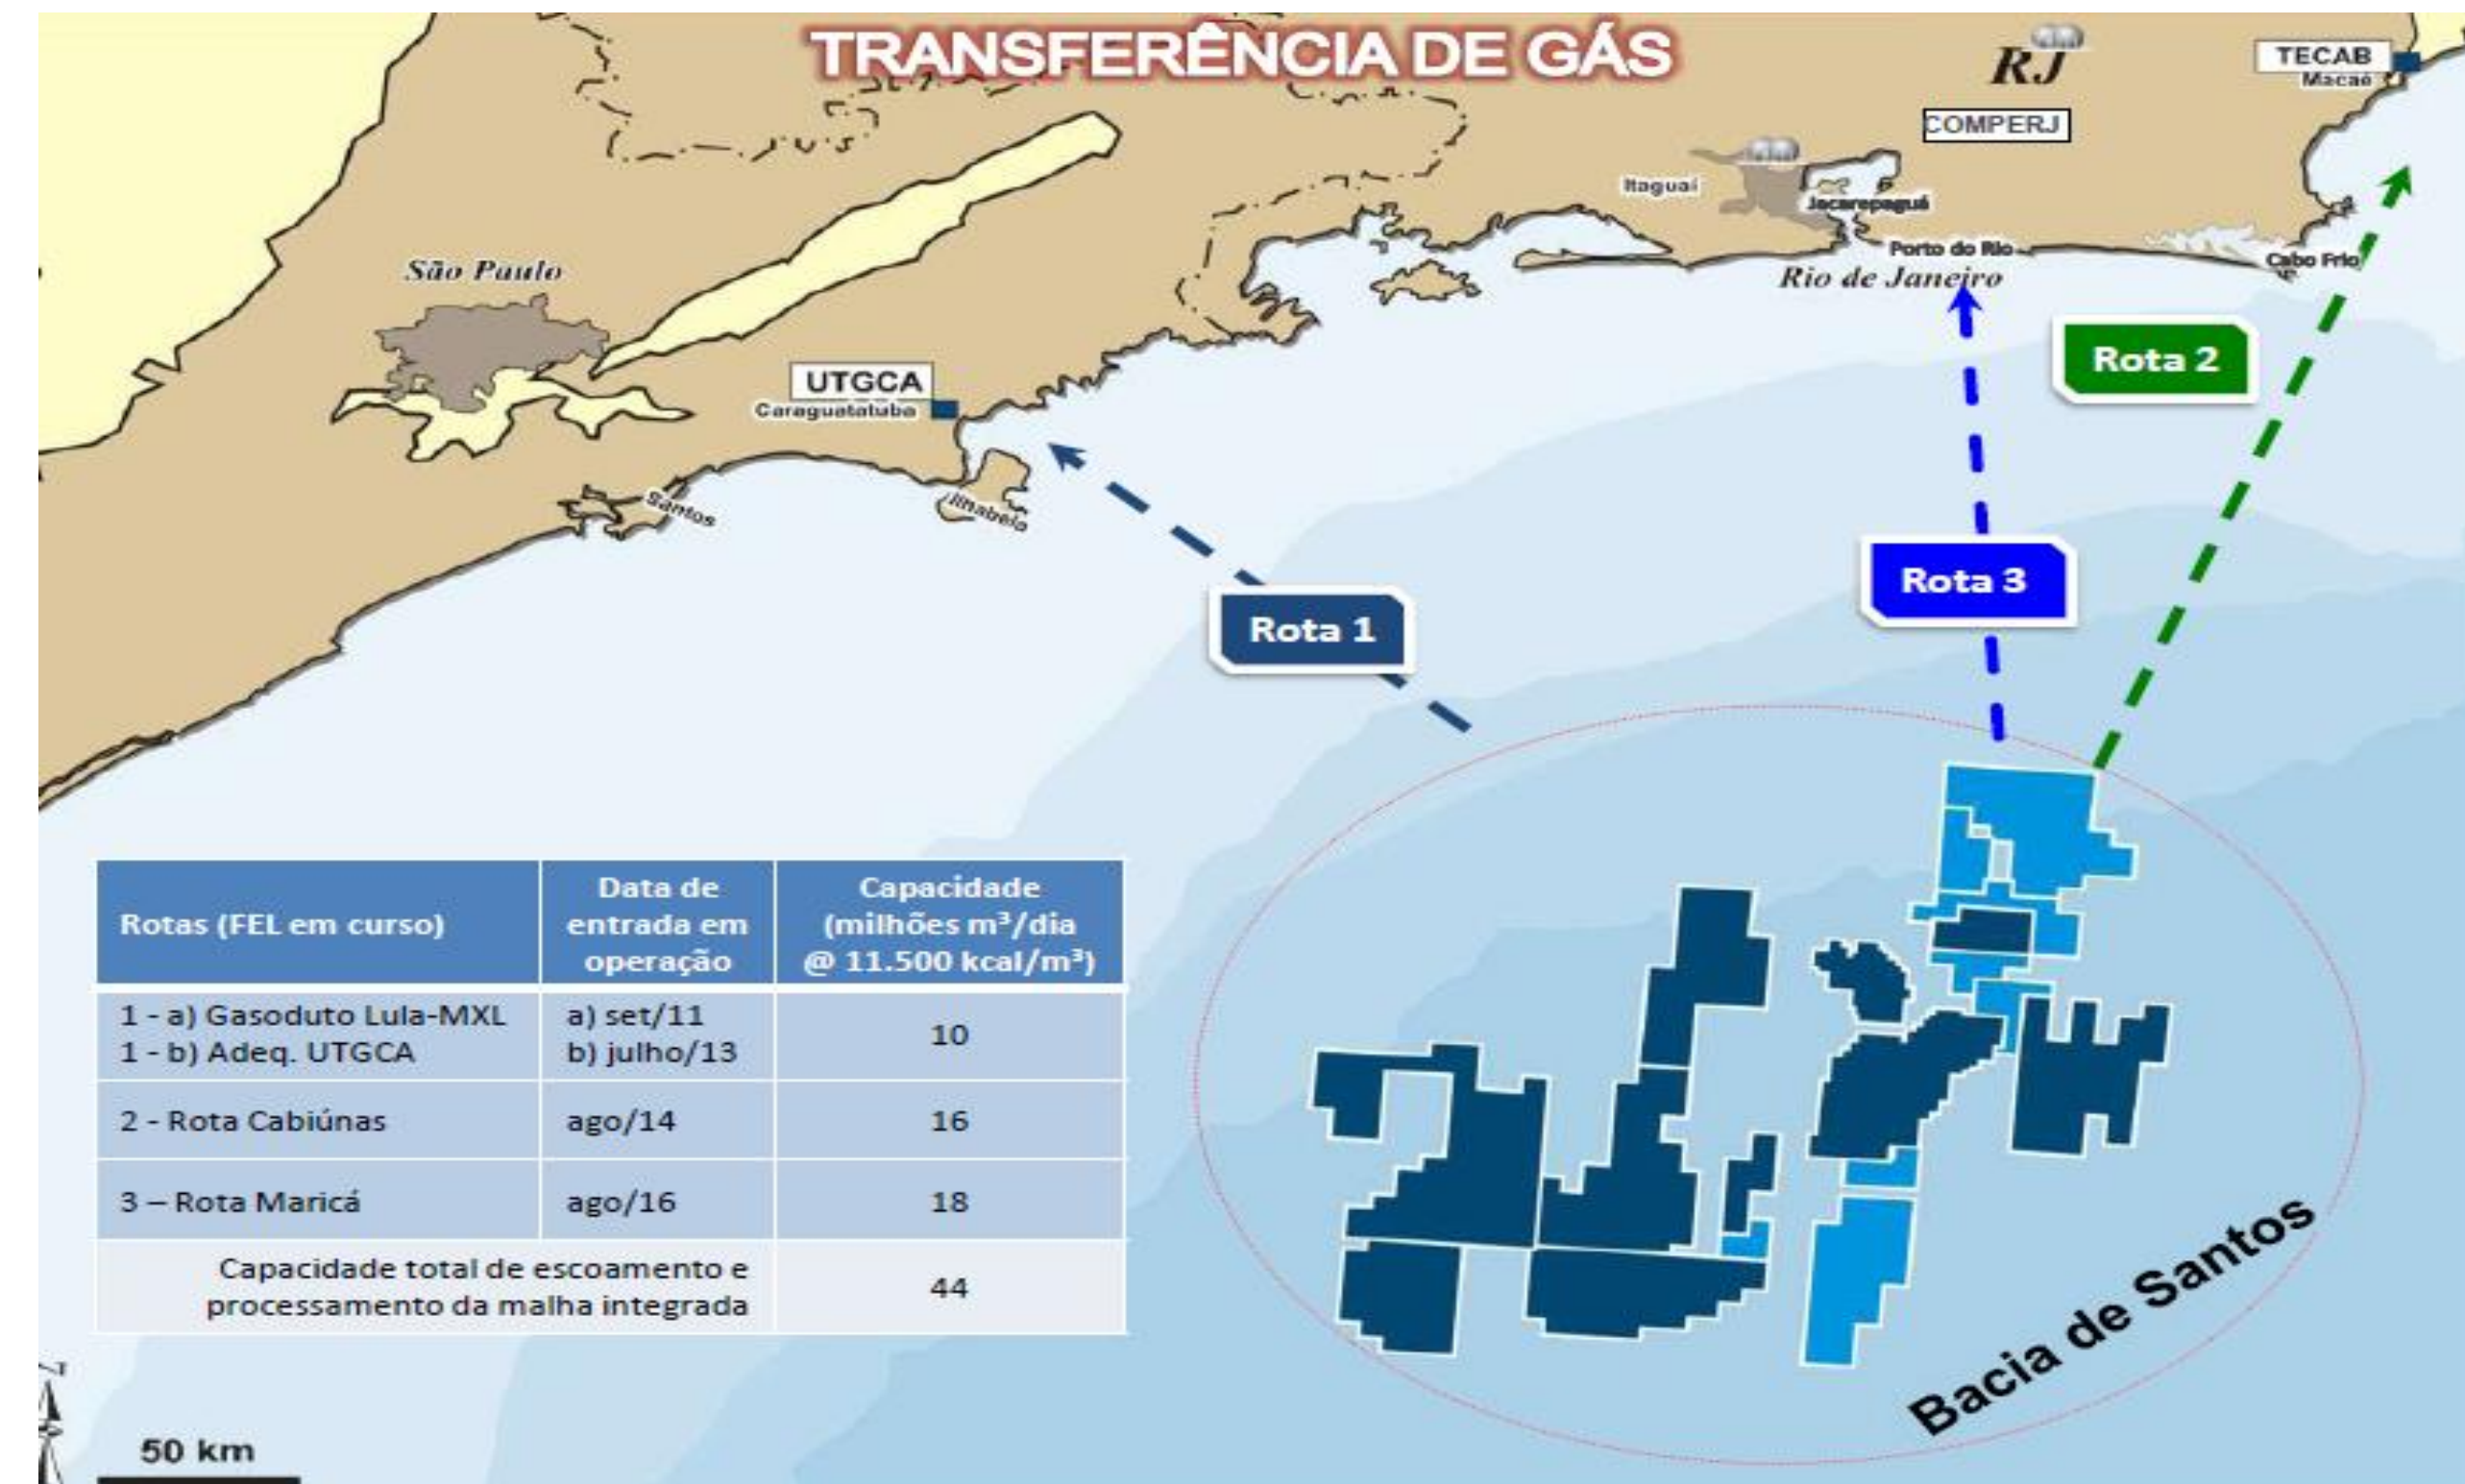 TRANSFERÊNCIA DE GÁS
RJ
TECAB
Macaé
COMPERJ
Itaguaí
Jacarepaguá
Porto do Rio
Rio de Janeiro
Cabo Frio
São Paulo
UTGCA
Caraguatatuba
Santos
Ilhabela
Rota 2
Rota 3
Rota 1
Rotas (FEL em curso)
Data de
entrada em
operação
Capacidade
(milhões m³/dia
@ 11.500 kcal/m³)
1 - a) Gasoduto Lula-MXL
1 - b) Adeq. UTGCA
a) set/11
b) julho/13
10
2 - Rota Cabiúnas
ago/14
16
3 – Rota Maricá
ago/16
18
Capacidade total de escoamento e
processamento da malha integrada
44
Bacia de Santos
50 km